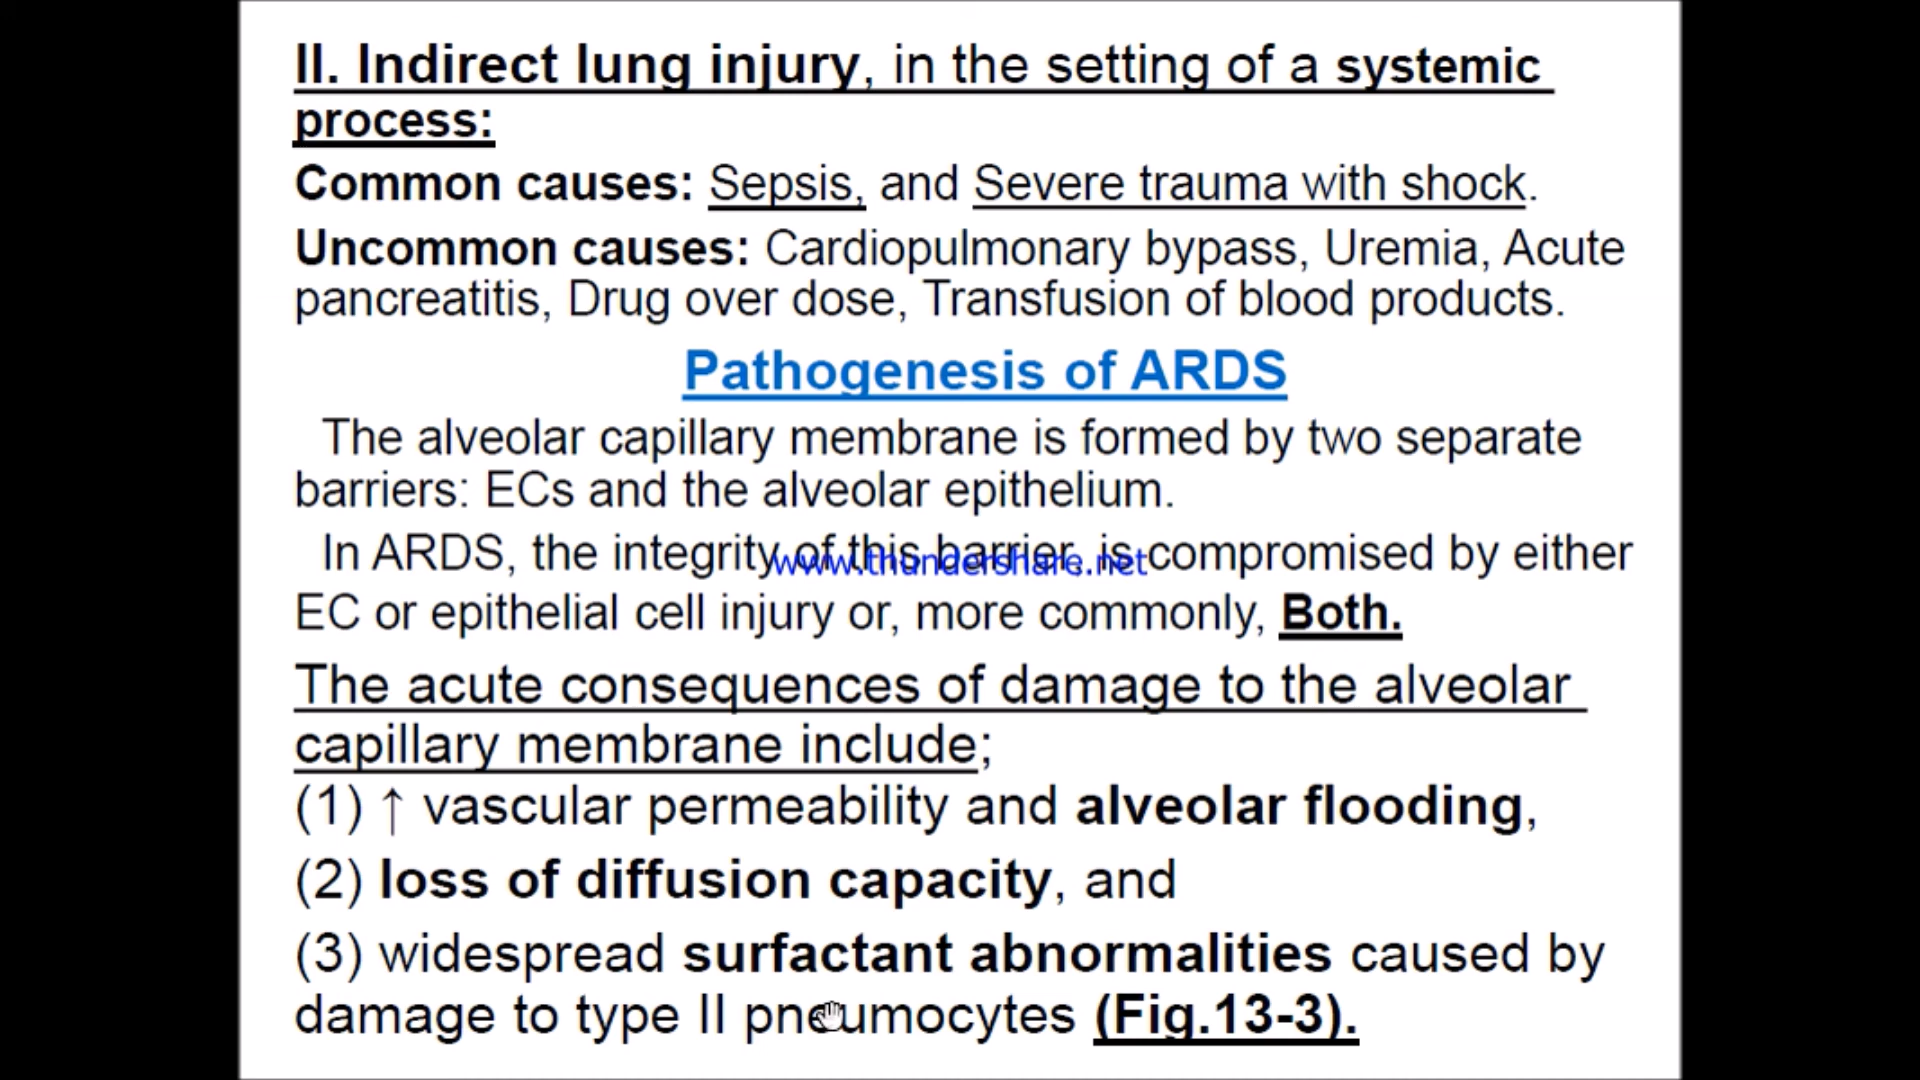 II. Indirect lung injury, in the setting of a systemic
process:
Common causes: Sepsis, and Severe trauma with shock.
Uncommon causes: Cardiopulmonary bypass, Uremia, Acute
pancreatitis, Drug over dose, Transfusion of blood products.
Pathogenesis of ARDS
The alveolar capillary membrane is formed by two separate
barriers: ECs and the alveolar epithelium.
In ARDS, the integrity of this barrier, is compromised by either
www.thundershare.net
EC or epithelial cell injury or, more commonly, Both.
The acute consequences of damage to the alveolar
capillary membrane include;
(1) ↑ vascular permeability and alveolar flooding,
(2) loss of diffusion capacity, and
(3) widespread surfactant abnormalities caused by
damage to type II pneumocytes (Fig.13-3).